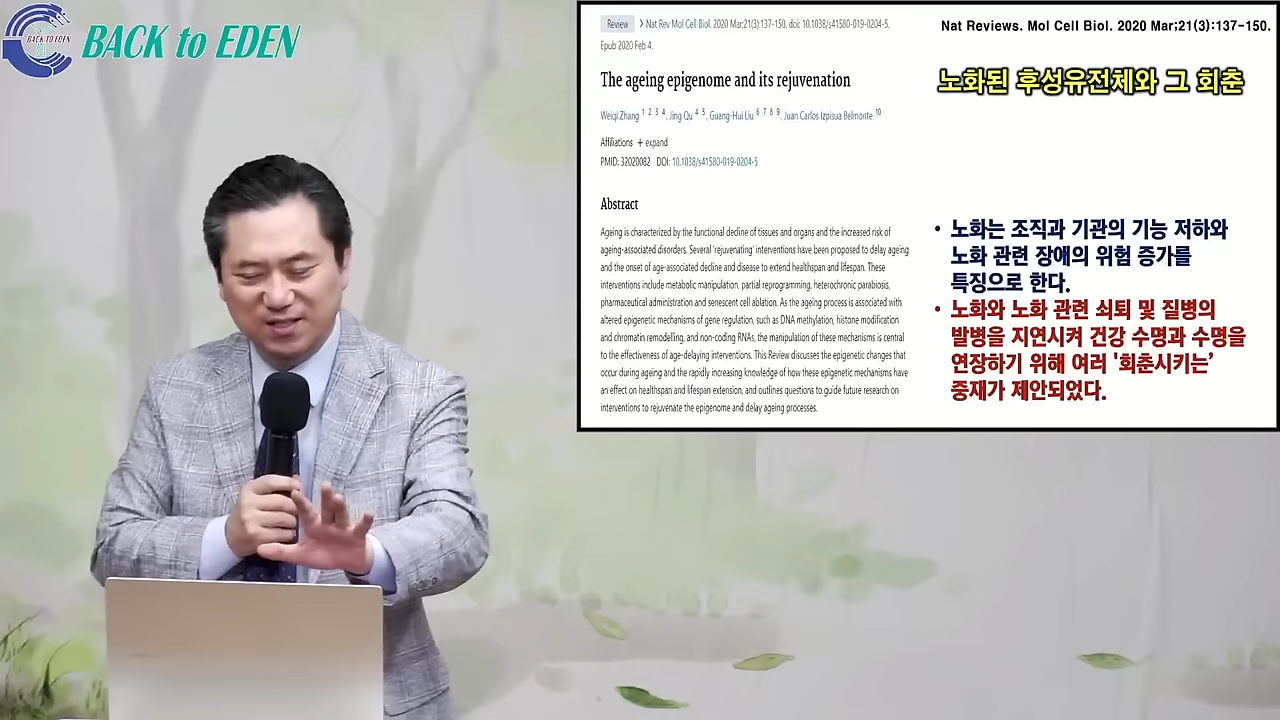 BACK TO EDEN
BACK to EDEN
Review > Nat Rev Mol Cell Biol. 2020 Mar;21(3):137-150. doi: 10.1038/s41580-019-0204-5.
Epub 2020 Feb 4.
The ageing epigenome and its rejuvenation
Weiqi Zhang 1 2 3 4, Jing Qu 4 5, Guang-Hui Liu 6 7 8 9, Juan Carlos Izpisua Belmonte 10
Affiliations + expand
PMID: 32020082 DOI: 10.1038/s41580-019-0204-5
Abstract
Ageing is characterized by the functional decline of tissues and organs and the increased risk of
ageing-associated disorders. Several 'rejuvenating' interventions have been proposed to delay ageing
and the onset of age-associated decline and disease to extend healthspan and lifespan. These
interventions include metabolic manipulation, partial reprogramming, heterochronic parabiosis,
pharmaceutical administration and senescent cell ablation. As the ageing process is associated with
altered epigenetic mechanisms of gene regulation, such as DNA methylation, histone modification
and chromatin remodelling, and non-coding RNAs, the manipulation of these mechanisms is central
to the effectiveness of age-delaying interventions. This Review discusses the epigenetic changes that
occur during ageing and the rapidly increasing knowledge of how these epigenetic mechanisms have
an effect on healthspan and lifespan extension, and outlines questions to guide future research on
interventions to rejuvenate the epigenome and delay ageing processes.
Nat Reviews. Mol Cell Biol. 2020 Mar;21(3):137-150.
노화된 후성유전체와 그 회춘
• 노화는 조직과 기관의 기능 저하와
노화 관련 장애의 위험 증가를
특징으로 한다.
• 노화와 노화 관련 쇠퇴 및 질병의
발병을 지연시켜 건강 수명과 수명을
연장하기 위해 여러 '회춘시키는'
중재가 제안되었다.